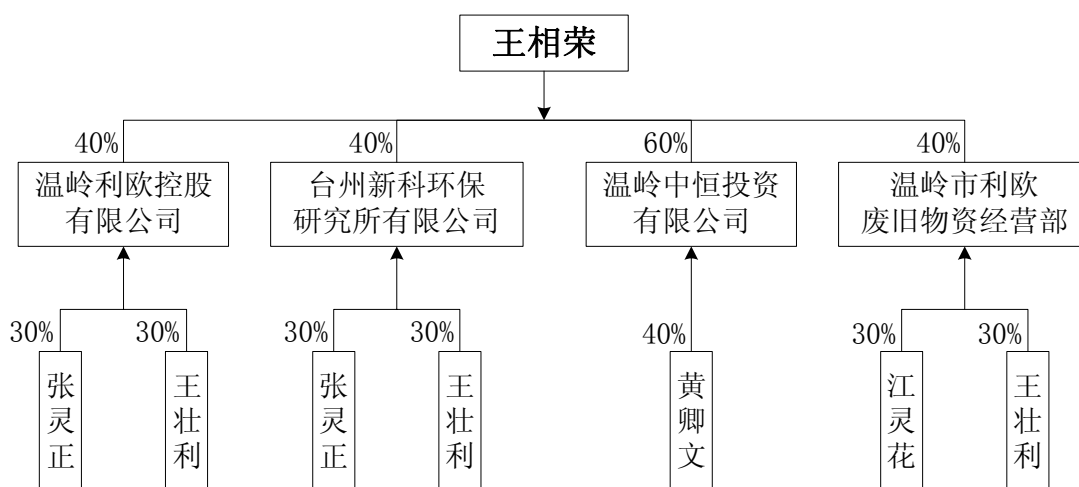 王相荣
40%
40%
60%
40%
温岭利欧控股
有限公司
台州新科环保
研究所有限公司
温岭中恒投资
有限公司
温岭市利欧
废旧物资经营部
30%
30%
30%
30%
40%
30%
30%
张灵正
王壮利
张灵正
王壮利
黄卿文
江灵花
王壮利